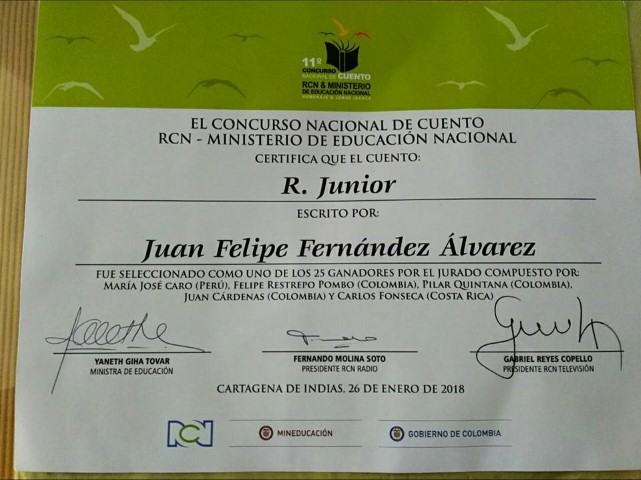 11º
CONCURSO
NACIONAL DE CUENTO
RCN & MINISTERIO
DE EDUCACIÓN NACIONAL
EL CONCURSO NACIONAL DE CUENTO
RCN - MINISTERIO DE EDUCACIÓN NACIONAL
CERTIFICA QUE EL CUENTO:
R. Junior
ESCRITO POR:
Juan Felipe Fernández Álvarez
FUE SELECCIONADO COMO UNO DE LOS 25 GANADORES POR EL JURADO COMPUESTO POR:
MARÍA JOSÉ CARO (PERÚ), FELIPE RESTREPO POMBO (COLOMBIA), PILAR QUINTANA (COLOMBIA),
JUAN CÁRDENAS (COLOMBIA) Y CARLOS FONSECA (COSTA RICA)
YANETH GIHA TOVAR
MINISTRA DE EDUCACIÓN
FERNANDO MOLINA SOTO
PRESIDENTE RCN RADIO
GABRIEL REYES COPELLO
PRESIDENTE RCN TELEVISIÓN
CARTAGENA DE INDIAS, 26 DE ENERO DE 2018
RCN
MINEDUCACIÓN
GOBIERNO DE COLOMBIA